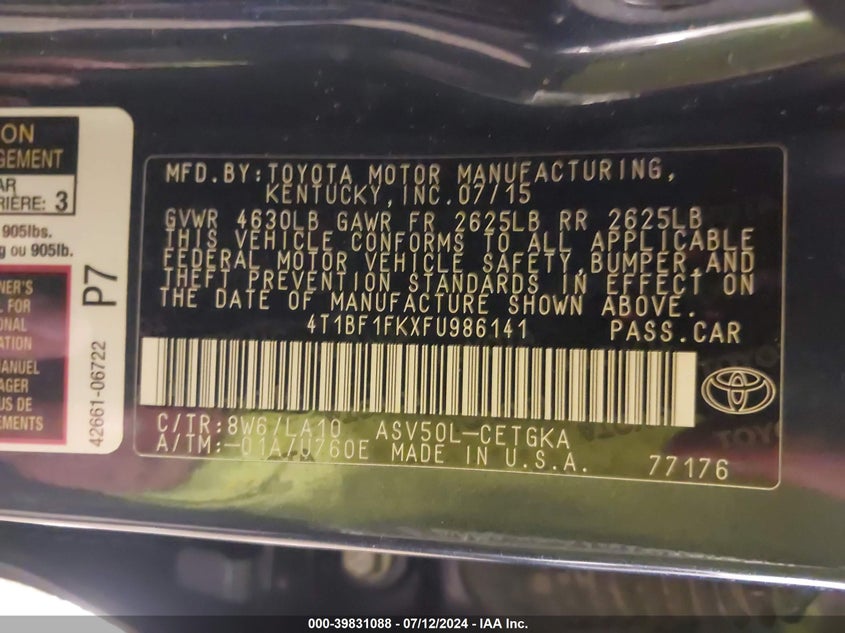 ON
GEMENT
AR
RIÈRE: 3
905lbs.
g ou 905lb.
NER'S
L FOR
ONAL
ATION
MANUEL
AGER
US DE
EMENTS
P7
42661-06722
MFD.BY:TOYOTA MOTOR MANUFACTURING,
KENTUCKY,INC.07/15
GVWR 4630LB GAWR FR 2625LB RR 2625LB
THIS VEHICLE CONFORMS TO ALL APPLICABLE
FEDERAL MOTOR VEHICLE SAFETY,BUMPER,AND
THEFT PREVENTION STANDARDS IN EFFECT ON
THE DATE OF MANUFACTURE SHOWN ABOVE.
4T1BF1FKXFU986141 PASS.CAR
C/TR:8W6/LA10 ASV50L-CETGKA
A/TM:-01A/U760E MADE IN U.S.A. 77176
000-39831088 - 07/12/2024 - IAA Inc.